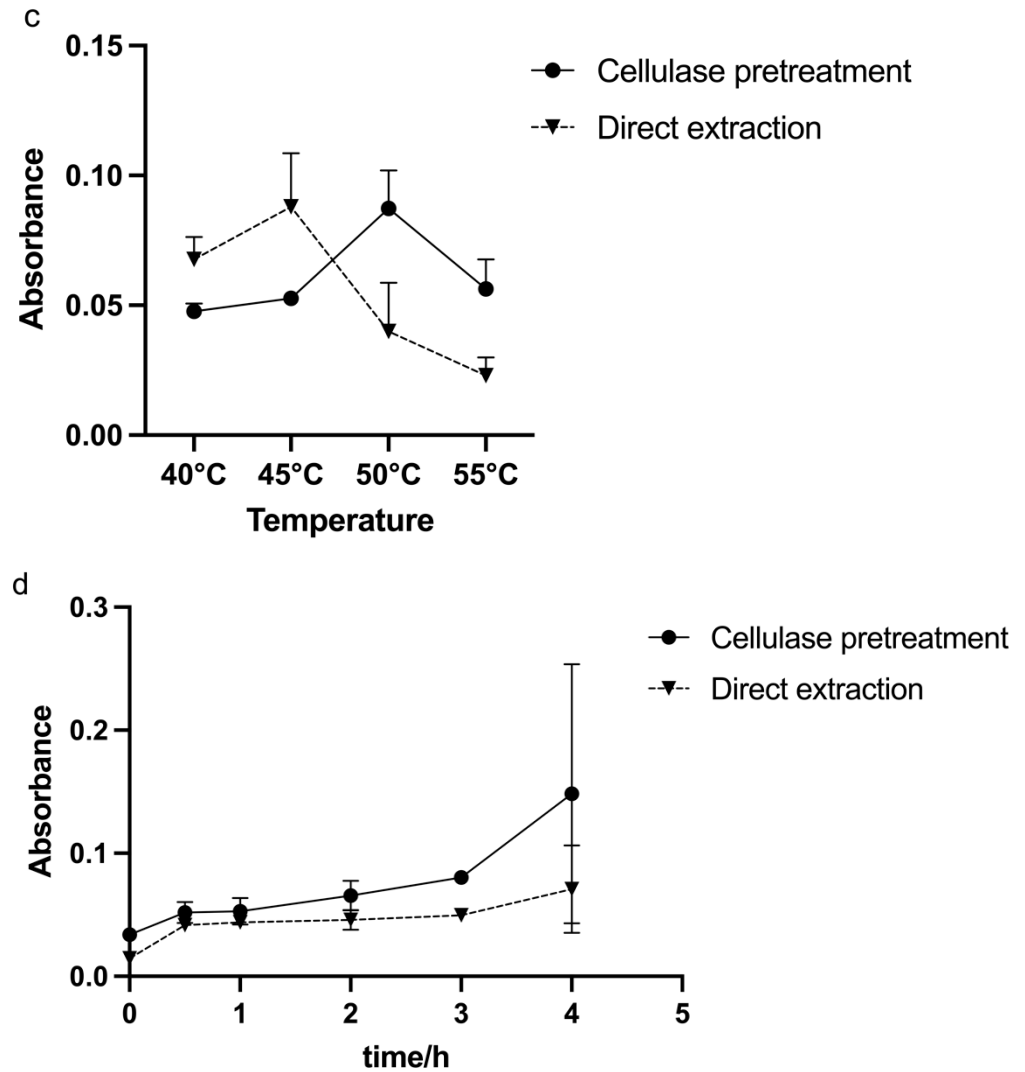 c
0.15
0.10
0.05
0.00
Absorbance
Cellulase pretreatment
Direct extraction
40°C 45°C 50°C 55°C
Temperature
d
0.3
0.2
0.1
0.0
Absorbance
Cellulase pretreatment
Direct extraction
0 1 2 3 4 5
time/h